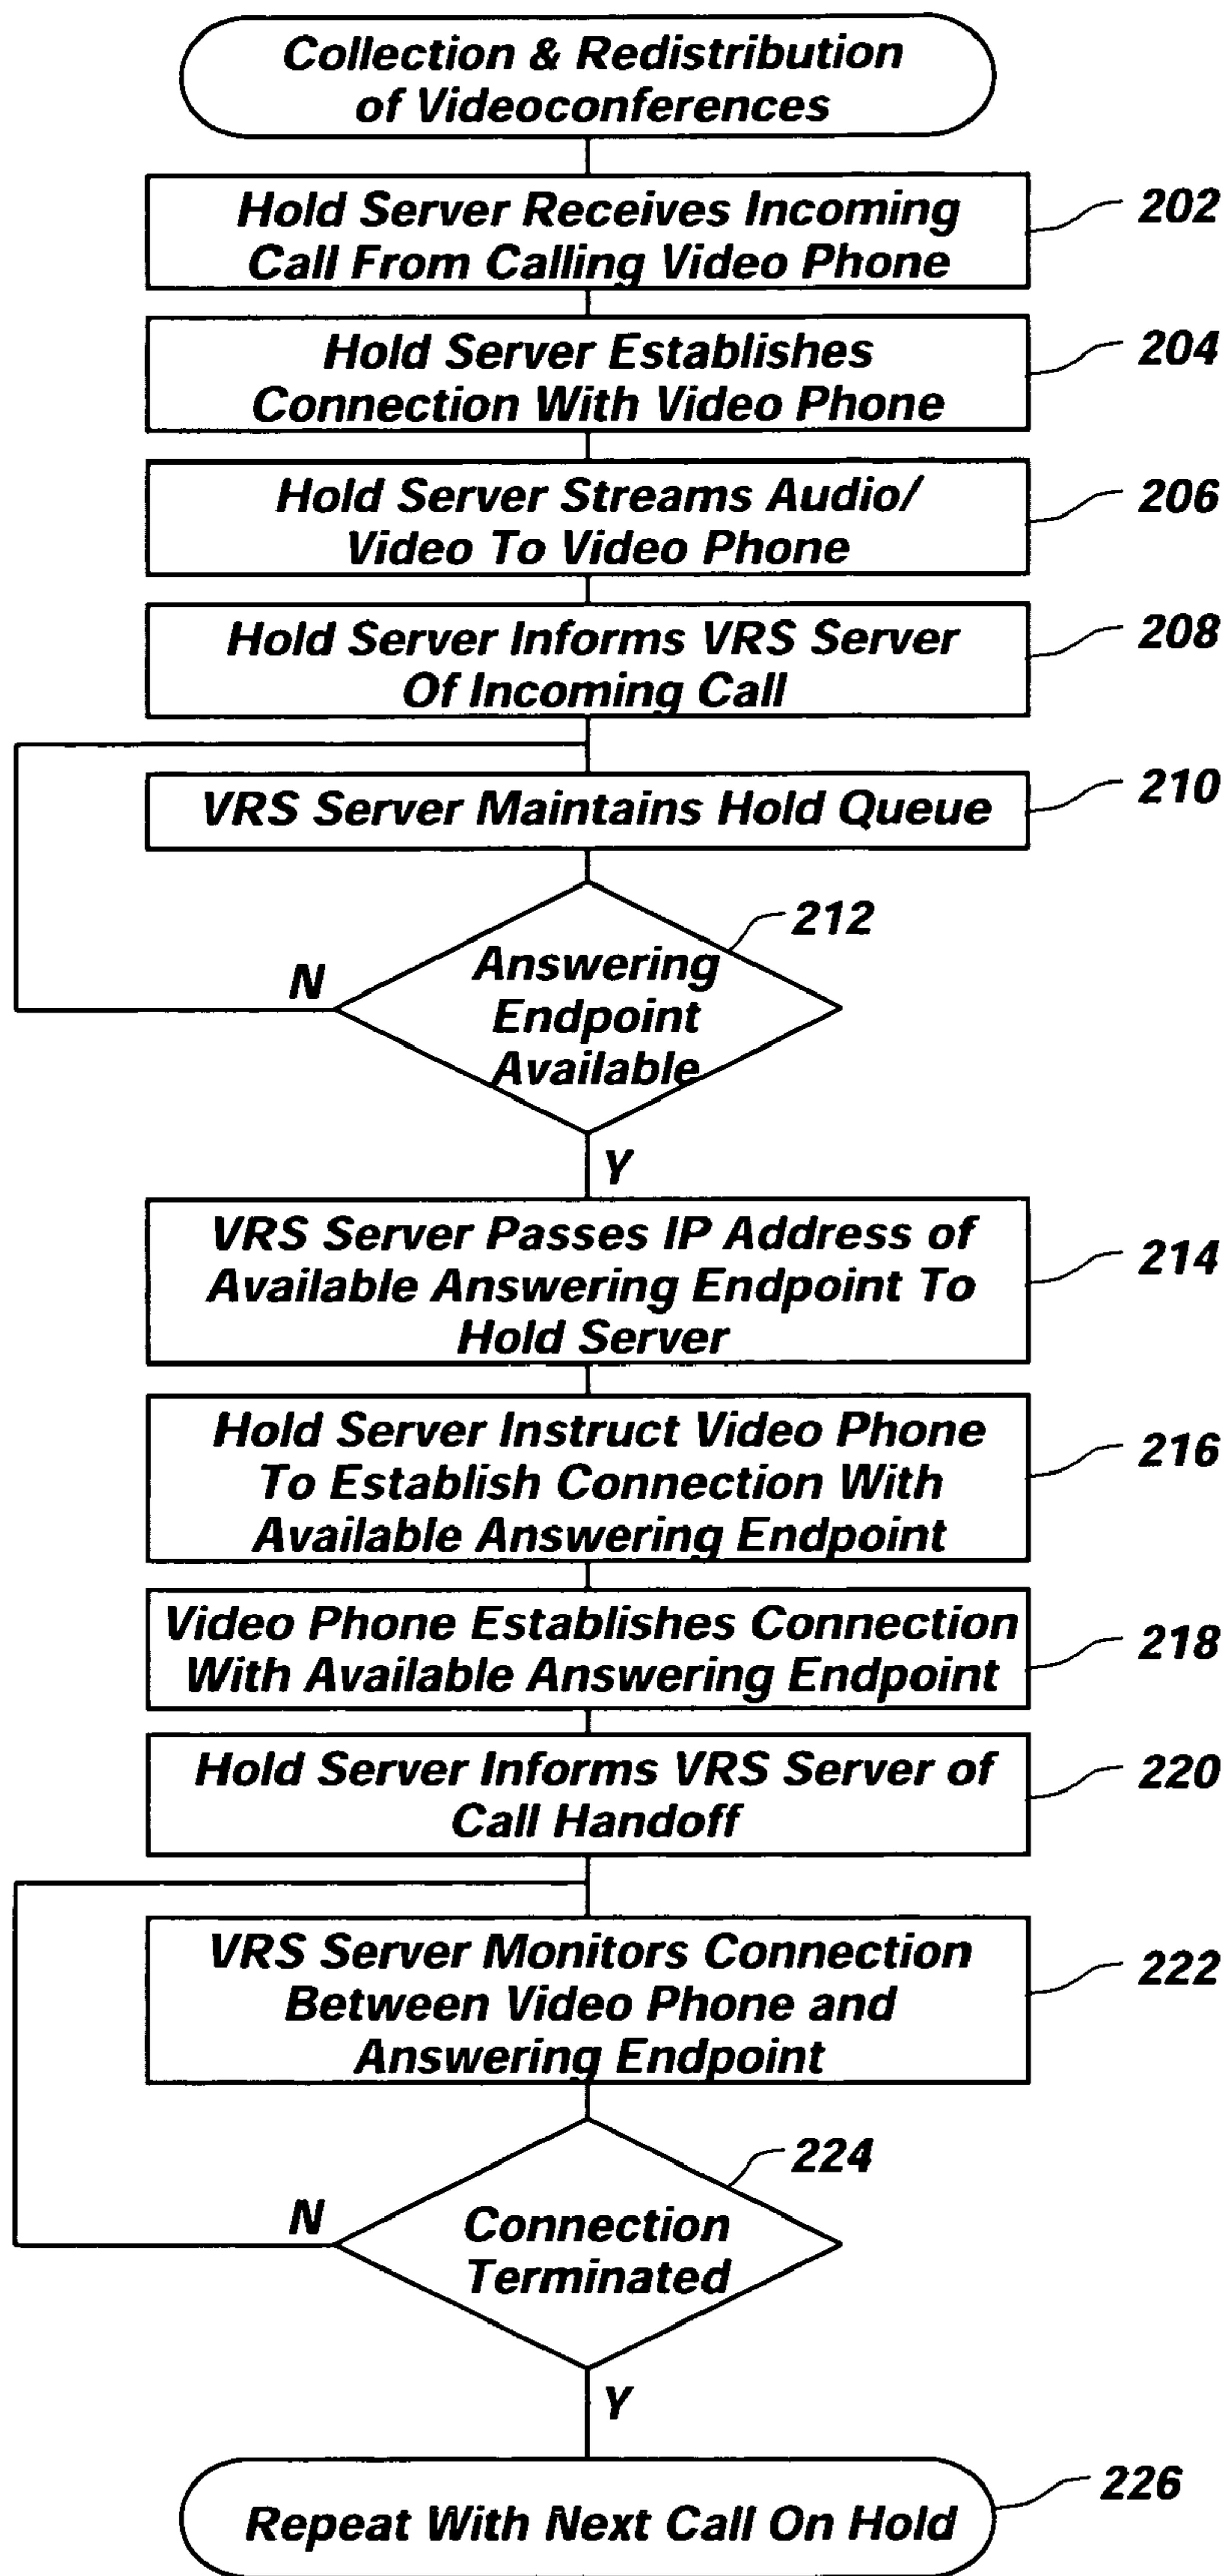 Collection & Redistribution
of Videoconferences
Hold Server Receives Incoming
Call From Calling Video Phone
202
Hold Server Establishes
Connection With Video Phone
204
Hold Server Streams Audio/
Video To Video Phone
206
Hold Server Informs VRS Server
Of Incoming Call
208
VRS Server Maintains Hold Queue
210
212
Answering
Endpoint
Available
N
Y
VRS Server Passes IP Address of
Available Answering Endpoint To
Hold Server
214
Hold Server Instruct Video Phone
To Establish Connection With
Available Answering Endpoint
216
Video Phone Establishes Connection
With Available Answering Endpoint
218
Hold Server Informs VRS Server of
Call Handoff
220
VRS Server Monitors Connection
Between Video Phone and
Answering Endpoint
222
224
Connection
Terminated
N
Y
Repeat With Next Call On Hold
226